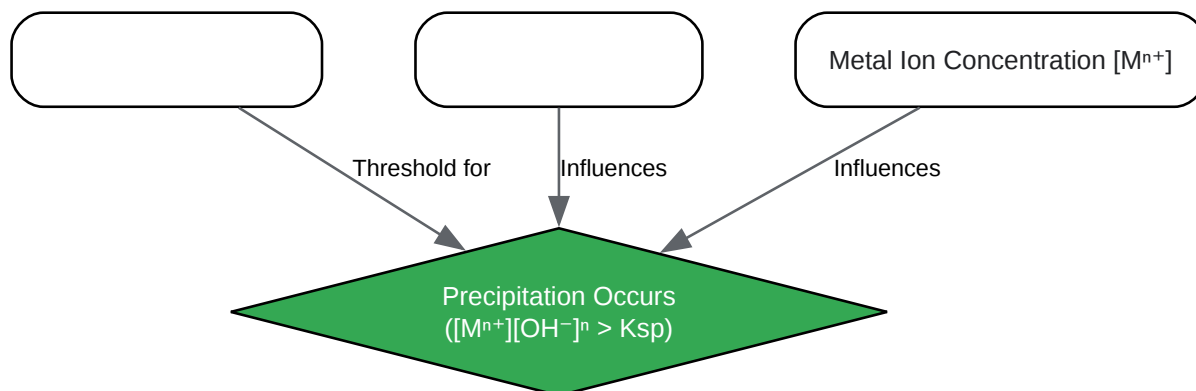 Metal Ion Concentration [Mⁿ⁺]
Threshold for
Influences
Influences
Precipitation Occurs
([Mⁿ⁺][OH⁻]ⁿ > Ksp)